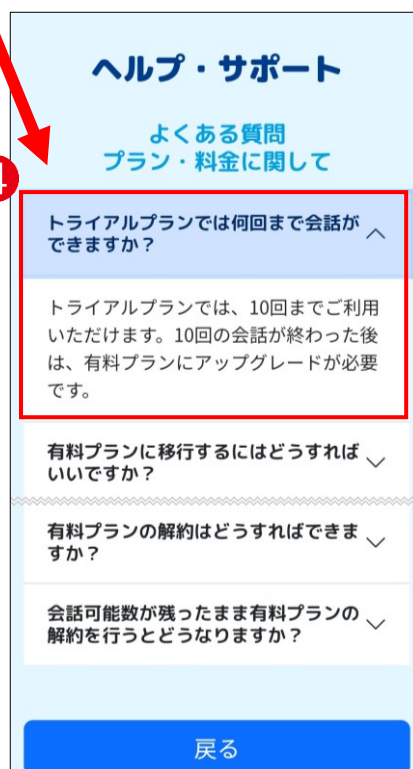 ヘルプ・サポート
よくある質問
プラン・料金に関して
4
トライアルプランでは何回まで会話が
できますか？
トライアルプランでは、10回までご利用
いただけます。10回の会話が終わった後
は、有料プランにアップグレードが必要
です。
有料プランに移行するにはどうすれば
いいですか？
有料プランの解約はどうすればできま
すか？
会話可能数が残ったまま有料プランの
解約を行うとどうなりますか？
戻る